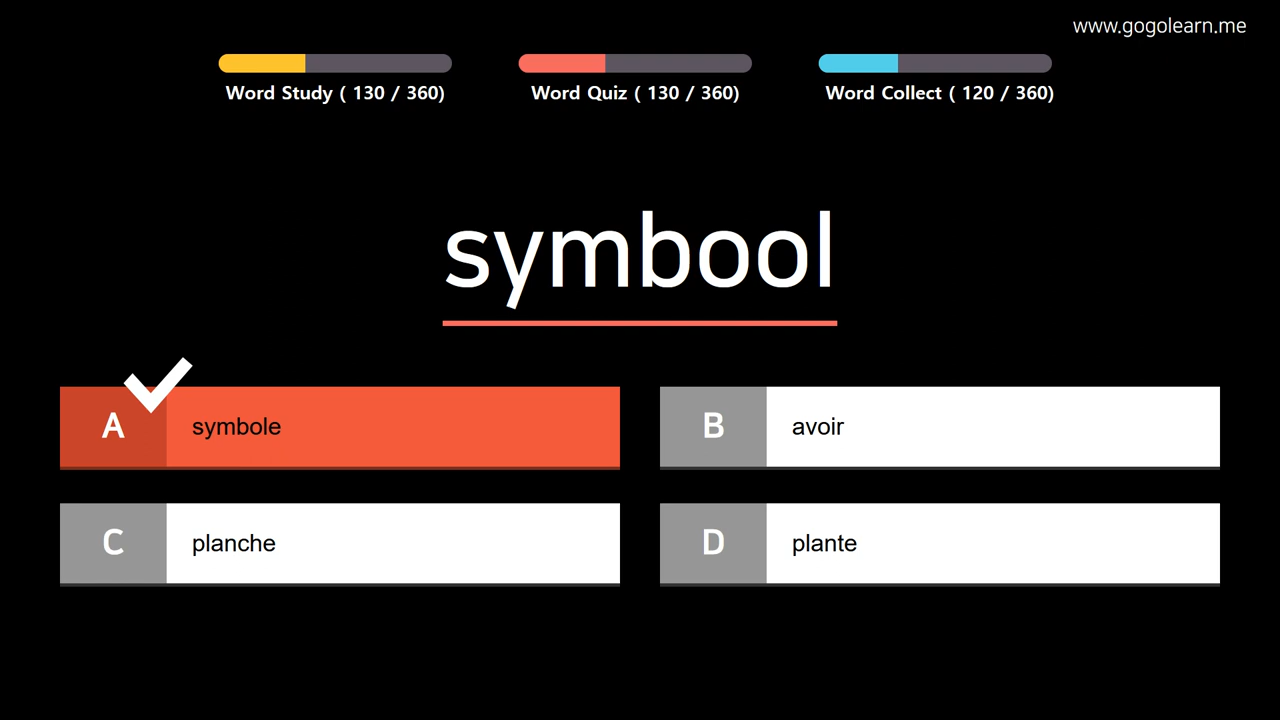 www.gogolearn.me
Word Study ( 130 / 360)
Word Quiz ( 130 / 360)
Word Collect ( 120 / 360)
symbool
A symbole
B avoir
C planche
D plante